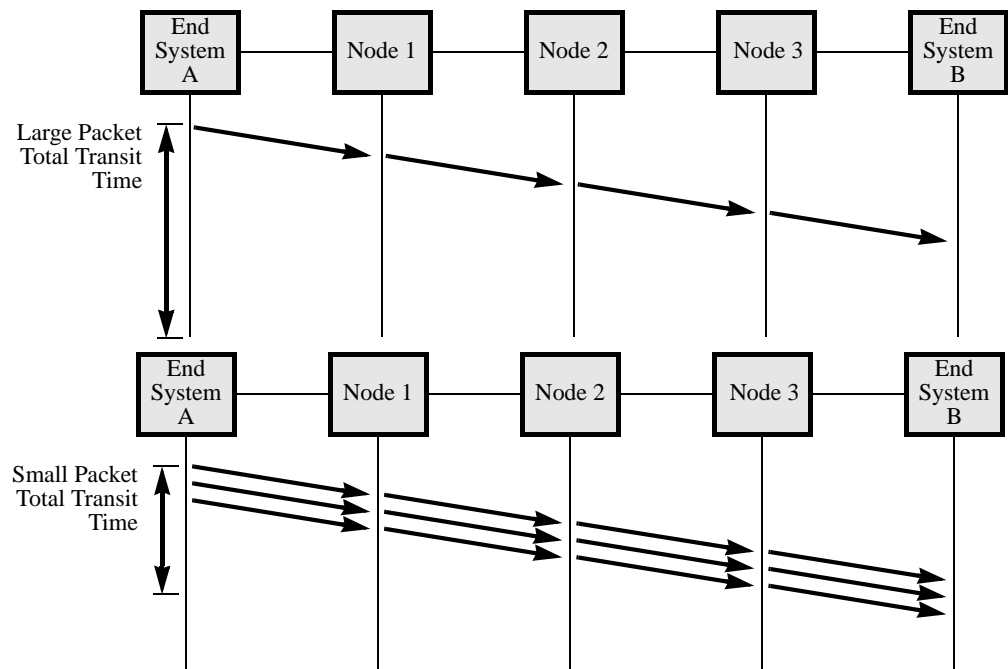 End
System
A
Node 1
Node 2
Node 3
End
System
B
Large Packet
Total Transit
Time
End
System
A
Node 1
Node 2
Node 3
End
System
B
Small Packet
Total Transit
Time